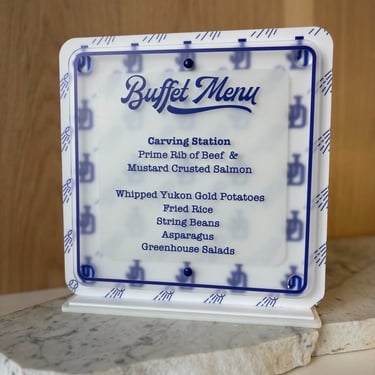 Buffet Menu
Carving Station
Prime Rib of Beef &
Mustard Crusted Salmon
Whipped Yukon Gold Potatoes
Fried Rice
String Beans
Asparagus
Greenhouse Salads